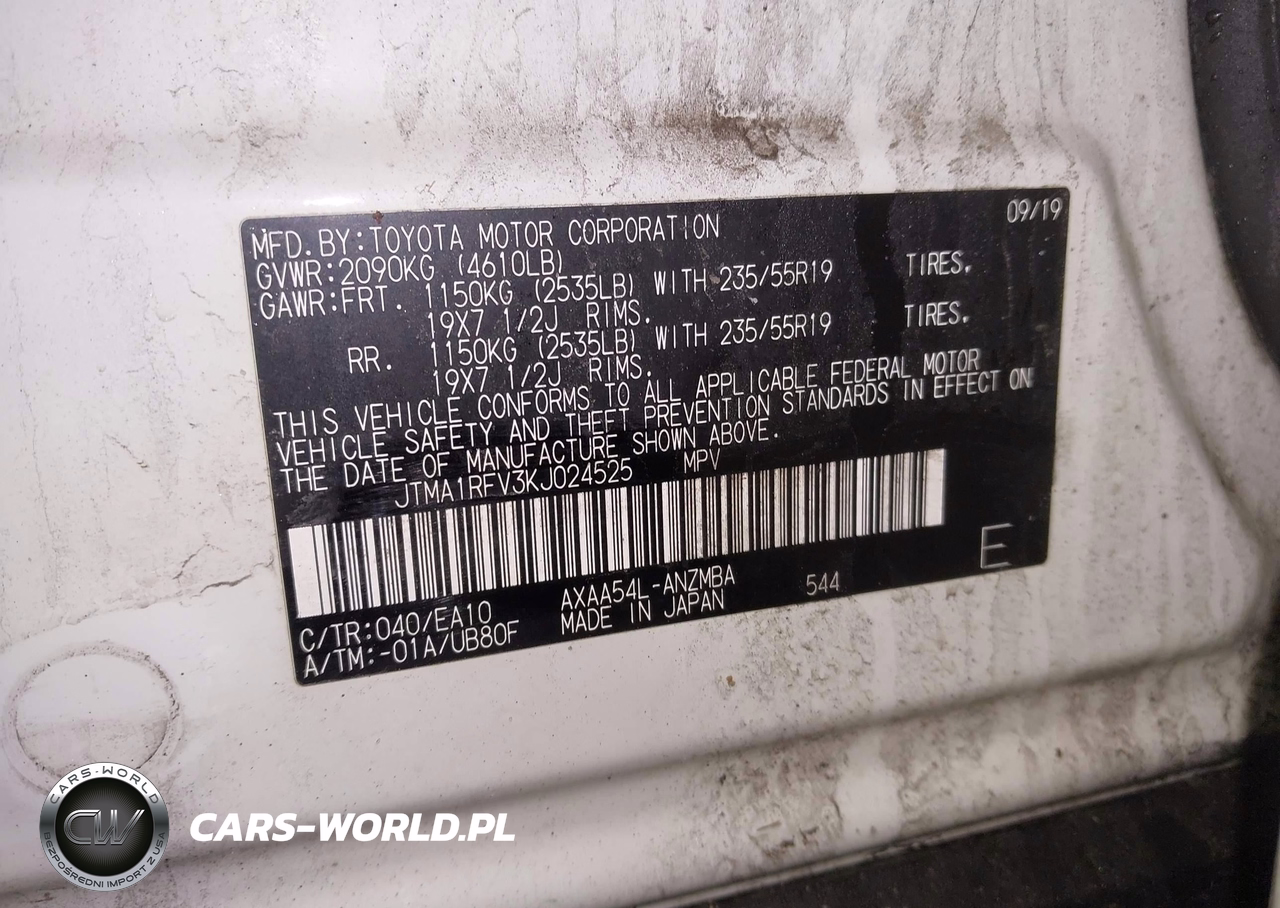 09/19
MFD. BY: TOYOTA MOTOR CORPORATION
GVWR: 2090KG (4610LB)
GAWR: FRT. 1150KG (2535LB) WITH 235/55R19 TIRES.
19X7 1/2J RIMS.
RR. 1150KG (2535LB) WITH 235/55R19 TIRES.
19X7 1/2J RIMS.
THIS VEHICLE CONFORMS TO ALL APPLICABLE FEDERAL MOTOR
VEHICLE SAFETY AND THEFT PREVENTION STANDARDS IN EFFECT ON
THE DATE OF MANUFACTURE SHOWN ABOVE.
JTMA1RFV3KJ024525 MPV
E
C/TR: 040/EA10 AXAA54L-ANZMBA 544
A/TM: -01A/UB80F MADE IN JAPAN
CARS-WORLD
CW
BEZPOŚREDNI IMPORT Z USA
CARS-WORLD.PL